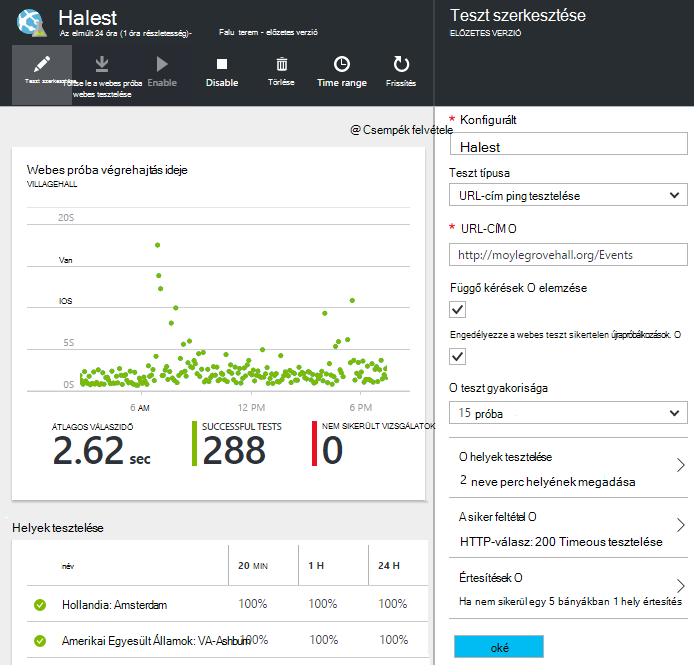 Halest
Az elmúlt 24 óra (1 óra részletesség)-
Falu terem - előzetes verzió
Teszt szerkesztése
Töltse le a webes próba
webes tesztelése
Enable
Disable
Törlése
Time range
Frissítés
Teszt szerkesztése
ELŐZETES VERZIÓ
@ Csempék felvétele
Webes próba végrehajtás ideje
VILLAGEHALL
20S
Van
IOS
5S
0S
6 AM
12 PM
6 PM
ÁTLAGOS VÁLASZIDŐ
2.62 sec
SUCCESSFUL TESTS
288
NEM SIKERÜLT VIZSGÁLATOK
0
Helyek tesztelése
név
20 MIN
1 H
24 H
Hollandia: Amsterdam
100%
100%
100%
Amerikai Egyesült Államok: VA-Ashburn
100%
100%
100%
* Konfigurált
Halest
Teszt típusa
URL-cím ping tesztelése
* URL-CÍM O
http://moylegrovehall.org/Events
Függő kérések O elemzése
Engedélyezze a webes teszt sikertelen újrapróbálkozások. O
O teszt gyakorisága
15 próba
O helyek tesztelése
2 neve perc helyének megadása
A siker feltétel O
HTTP-válasz: 200 Timeous tesztelése
Értesítések O
Ha nem sikerül egy 5 bányákban 1 hely értesítés
oké